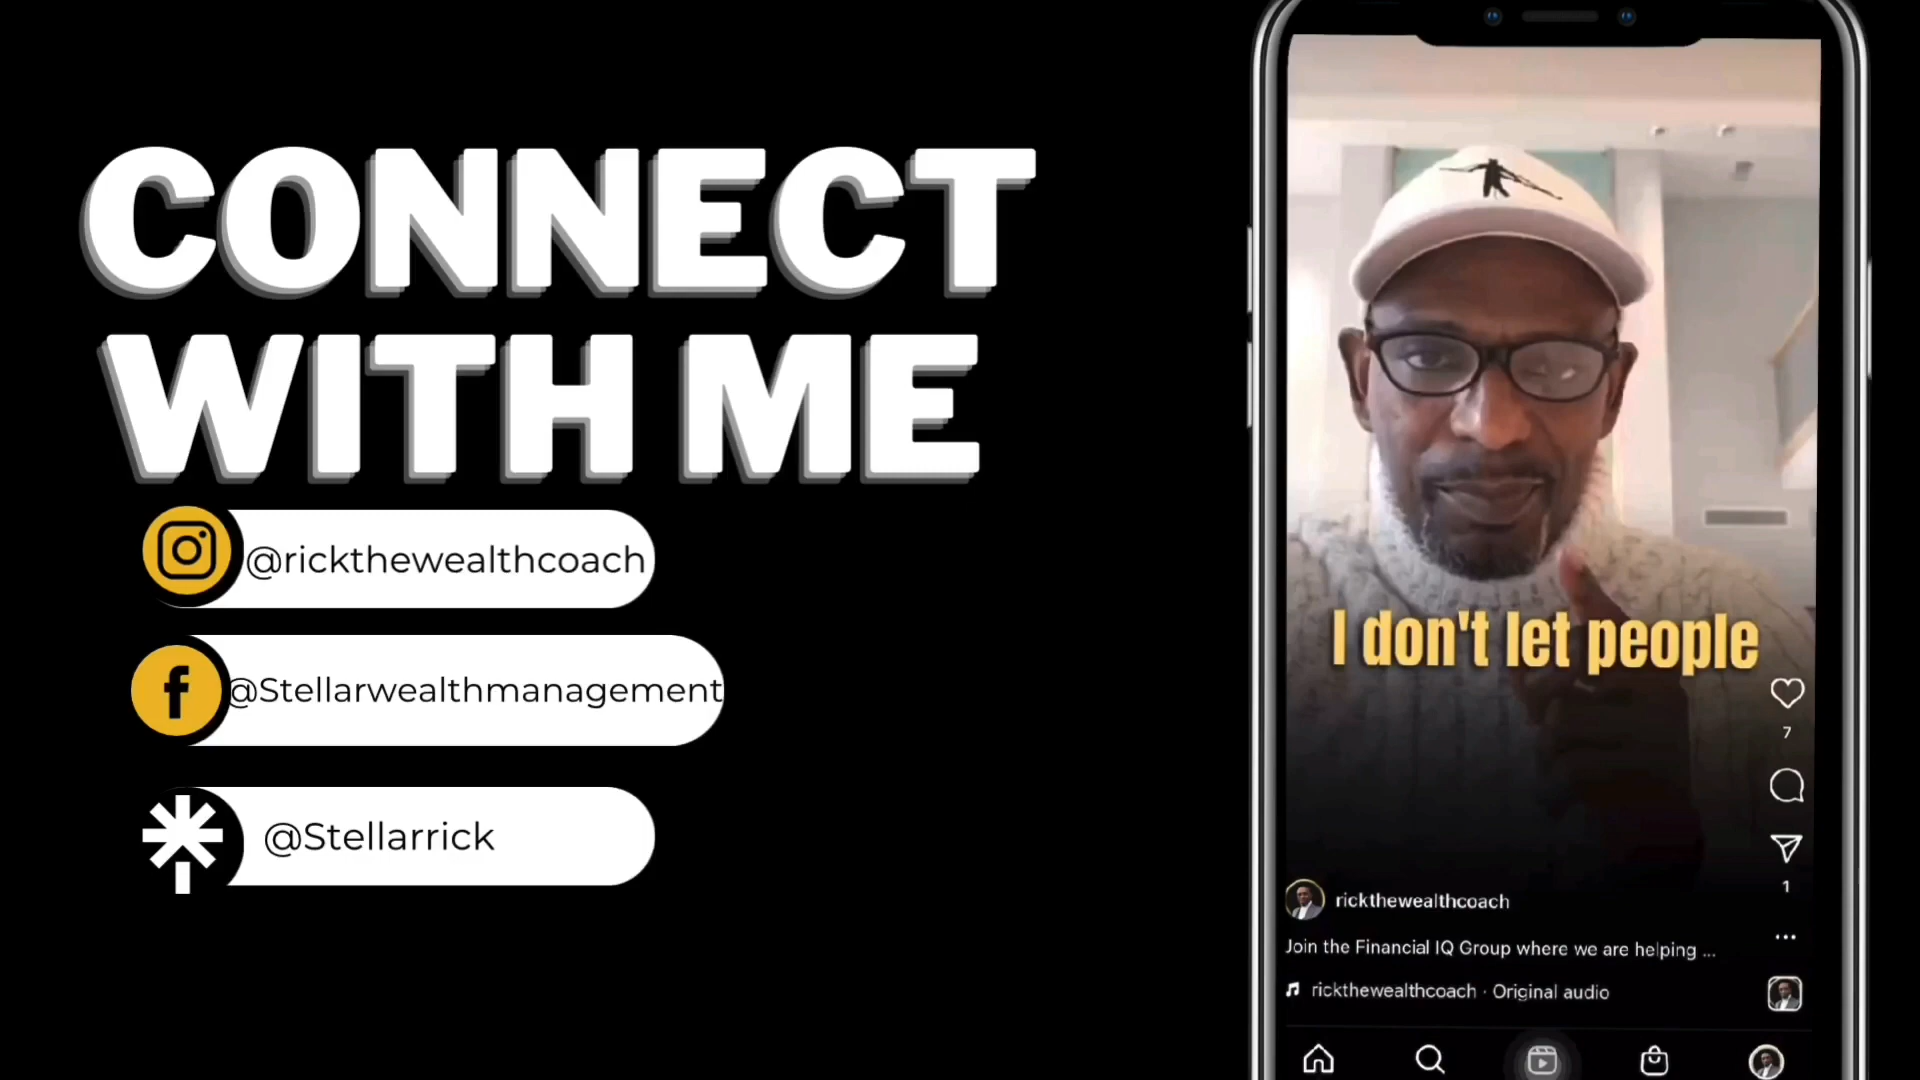 CONNECT
WITH ME
@rickthewealthcoach
@Stellarwealthmanagement
@Stellarrick
I don't let people
7
1
rickthewealthcoach
Join the Financial IQ Group where we are helping ...
rickthewealthcoach · Original audio